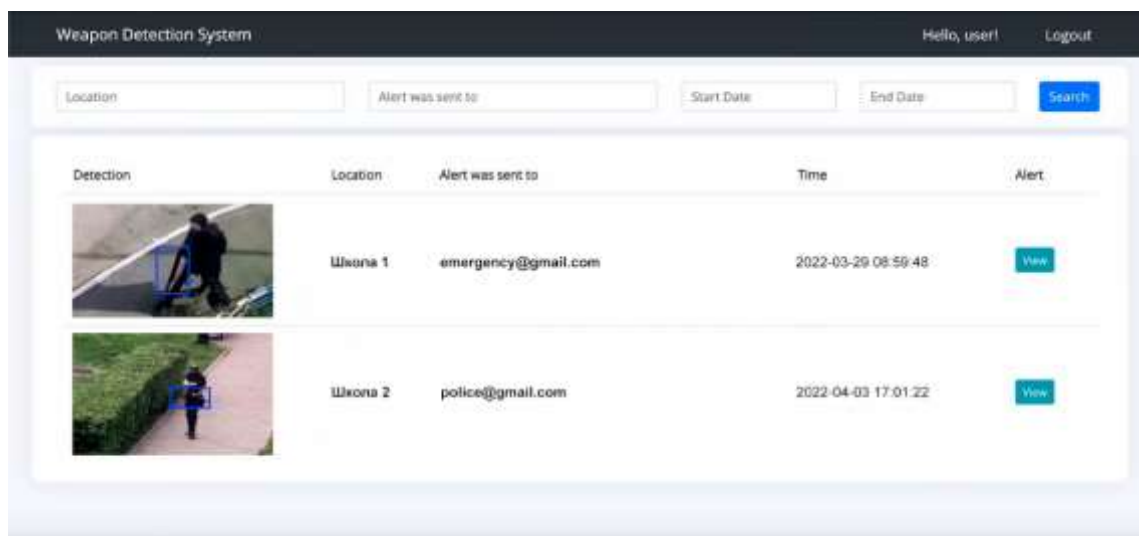 Weapon Detection System Hello, user! Logout
Location Alert was sent to Start Date End Date Search
Detection Location Alert was sent to Time Alert
Школа 1 emergency@gmail.com 2022-03-29 08:59:48 View
Школа 2 police@gmail.com 2022-04-03 17:01:22 View